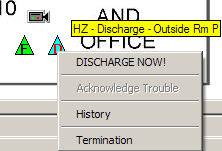 10
AND
HZ - Discharge - Outside Rm P
F
OFFICE
DISCHARGE NOW!
Acknowledge Trouble
History
Termination